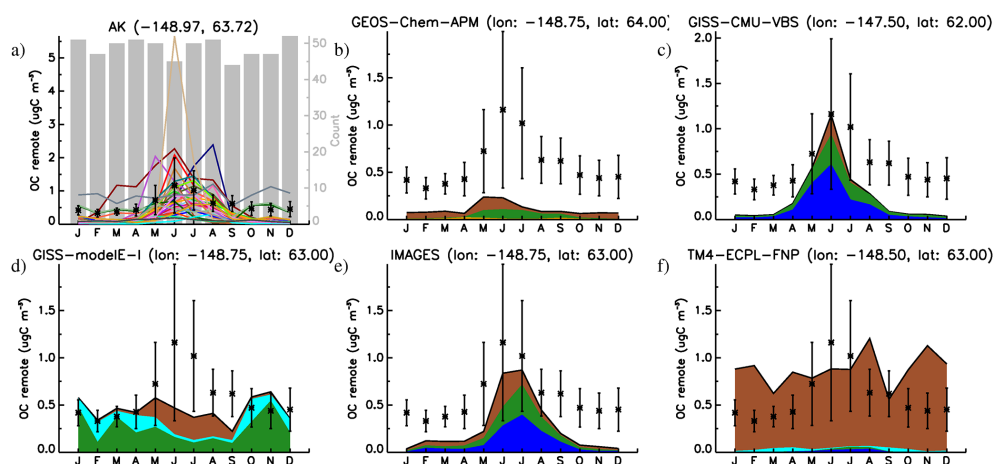 a)
AK (-148.97, 63.72)
OC remote (ugC m⁻³)
0 1 2 3 4 5
J F M A M J J A S O N D
0 10 20 30 40 50
Count
b)
GEOS-Chem-APM (lon: -148.75, lat: 64.00)
OC remote (ugC m⁻³)
0.0 0.5 1.0 1.5
J F M A M J J A S O N D
c)
GISS-CMU-VBS (lon: -147.50, lat: 62.00)
OC remote (ugC m⁻³)
0.0 0.5 1.0 1.5 2.0
J F M A M J J A S O N D
d)
GISS-modelE-I (lon: -148.75, lat: 63.00)
OC remote (ugC m⁻³)
0.0 0.5 1.0 1.5
J F M A M J J A S O N D
e)
IMAGES (lon: -148.75, lat: 63.00)
OC remote (ugC m⁻³)
0.0 0.5 1.0 1.5
J F M A M J J A S O N D
f)
TM4-ECPL-FNP (lon: -148.50, lat: 63.00)
OC remote (ugC m⁻³)
0.0 0.5 1.0 1.5
J F M A M J J A S O N D